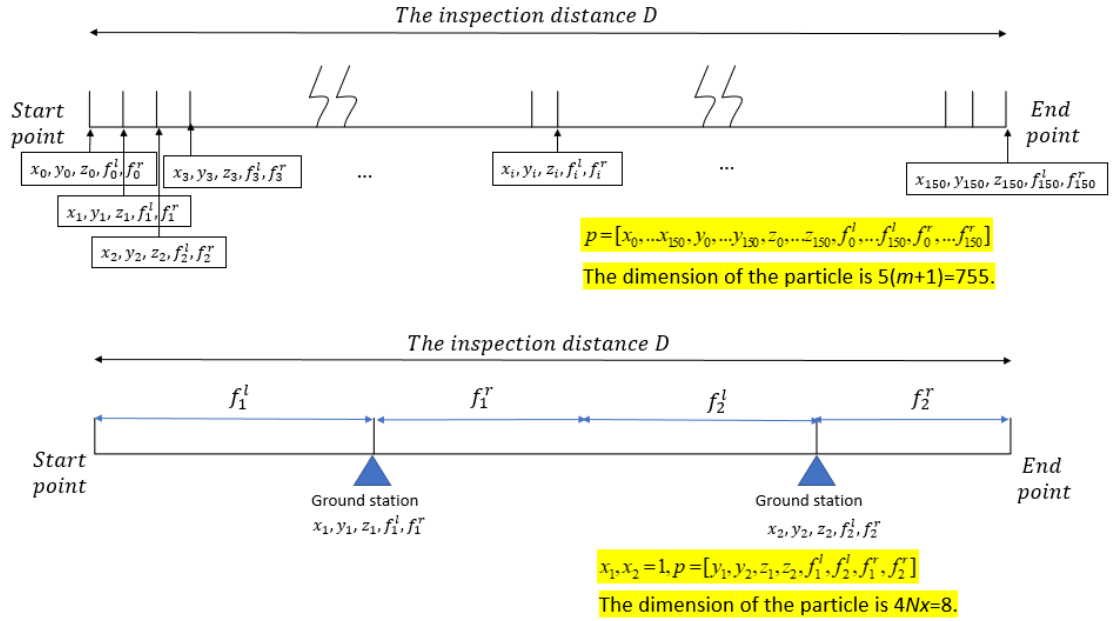 The inspection distance D
Start point
End point
x₀, y₀, z₀, f₀ˡ, f₀ʳ
x₃, y₃, z₃, f₃ˡ, f₃ʳ
...
xᵢ, yᵢ, zᵢ, fᵢˡ, fᵢʳ
...
x₁₅₀, y₁₅₀, z₁₅₀, f₁₅₀ˡ, f₁₅₀ʳ
x₁, y₁, z₁, f₁ˡ, f₁ʳ
x₂, y₂, z₂, f₂ˡ, f₂ʳ
p=[x₀,...x₁₅₀, y₀,...y₁₅₀, z₀,...z₁₅₀, f₀ˡ,...f₁₅₀ˡ, f₀ʳ,...f₁₅₀ʳ]
The dimension of the particle is 5(m+1)=755.
The inspection distance D
f₁ˡ
f₁ʳ
f₂ˡ
f₂ʳ
Start point
End point
Ground station
x₁, y₁, z₁, f₁ˡ, f₁ʳ
Ground station
x₂, y₂, z₂, f₂ˡ, f₂ʳ
x₁, x₂ =1, p=[y₁, y₂, z₁, z₂, f₁ˡ, f₂ˡ, f₁ʳ, f₂ʳ]
The dimension of the particle is 4Nx=8.